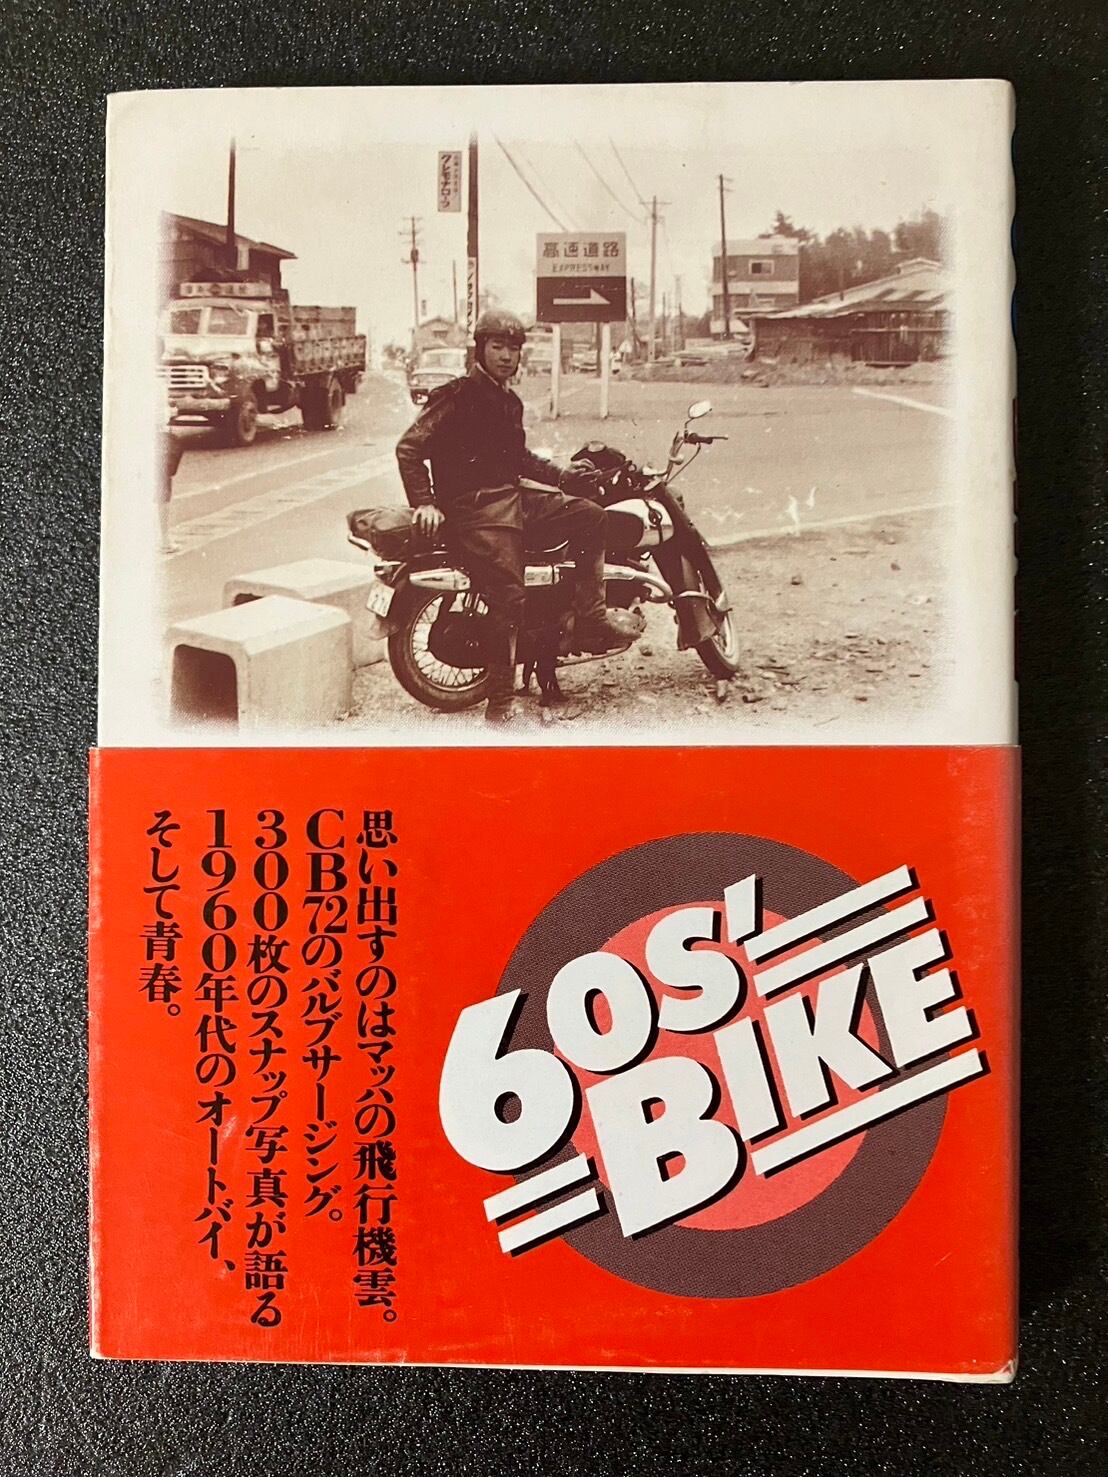 高速道路
EXPRESSWAY
思い出すのはマッハの飛行機雲。
CB72のバルブサージング。
300枚のスナップ写真が語る
1960年代のオートバイ、
そして青春。
60s'
BIKE